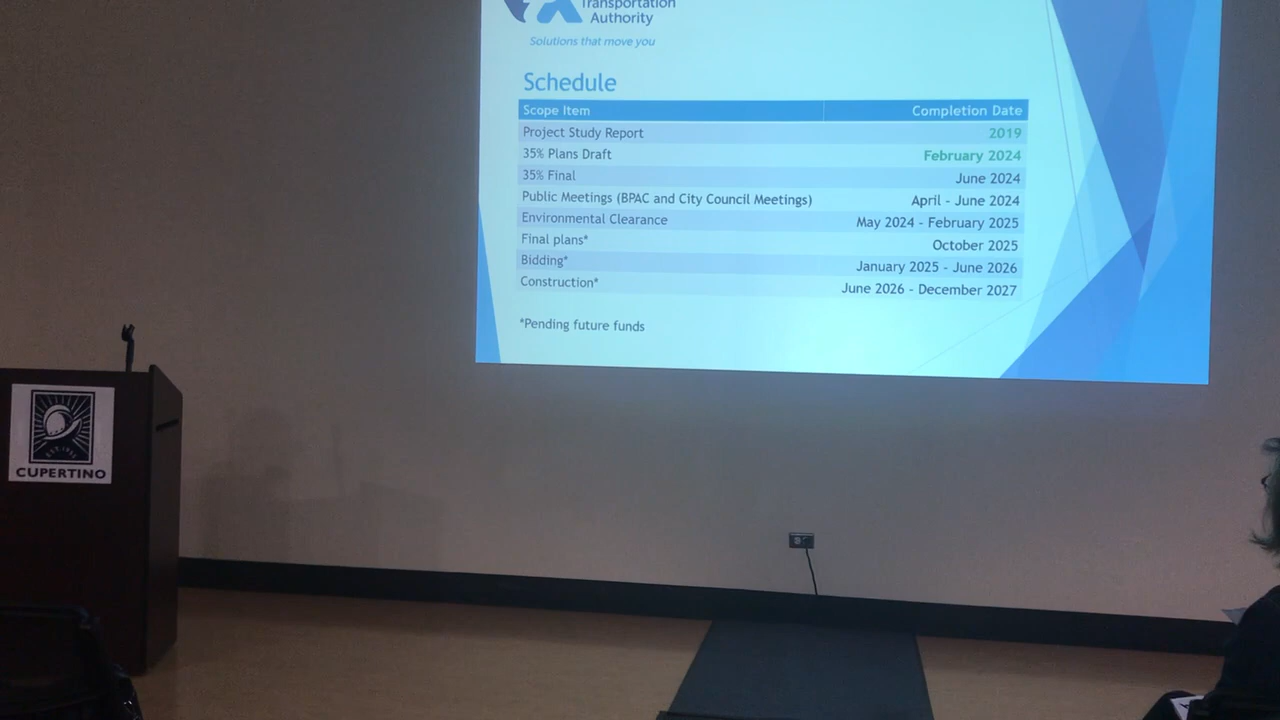 Transportation
Authority
Solutions that move you
Schedule
Scope Item Completion Date
Project Study Report 2019
35% Plans Draft February 2024
35% Final June 2024
Public Meetings (BPAC and City Council Meetings) April - June 2024
Environmental Clearance May 2024 - February 2025
Final plans* October 2025
Bidding* January 2025 - June 2026
Construction* June 2026 - December 2027
*Pending future funds
CUPERTINO